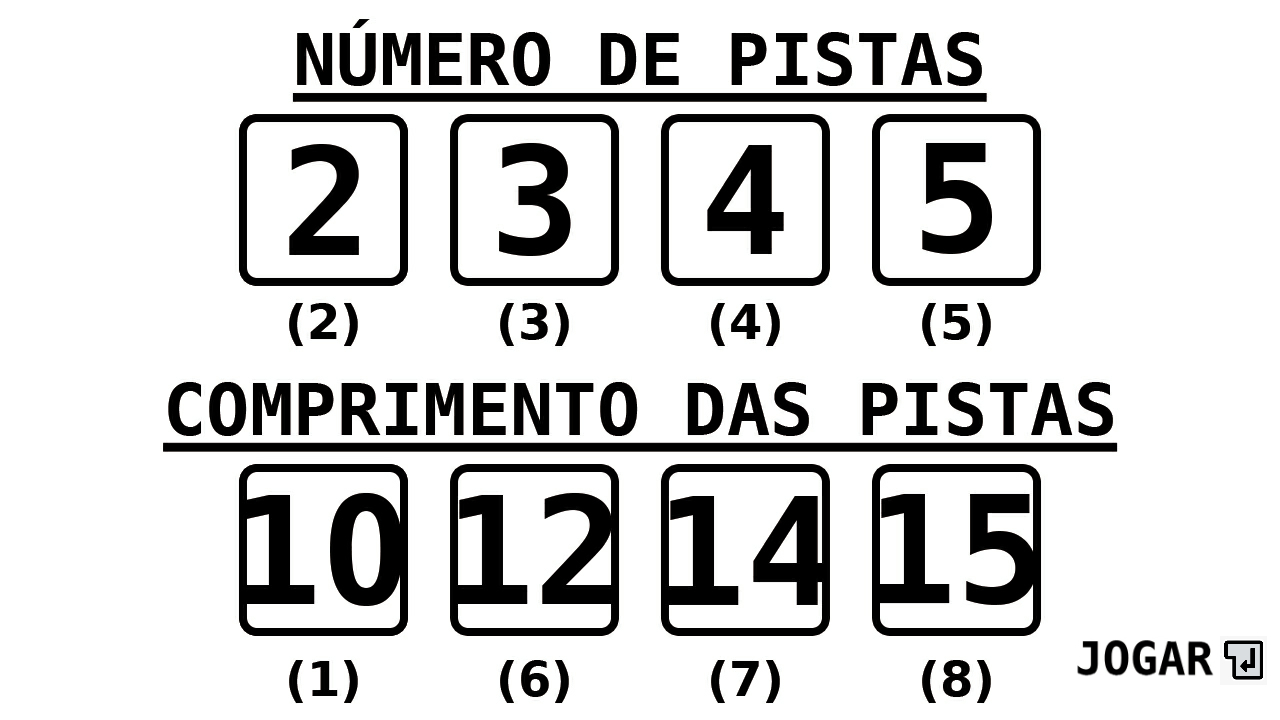 NÚMERO DE PISTAS
2 3 4 5
(2) (3) (4) (5)
COMPRIMENTO DAS PISTAS
10 12 14 15
(1) (6) (7) (8)
JOGAR